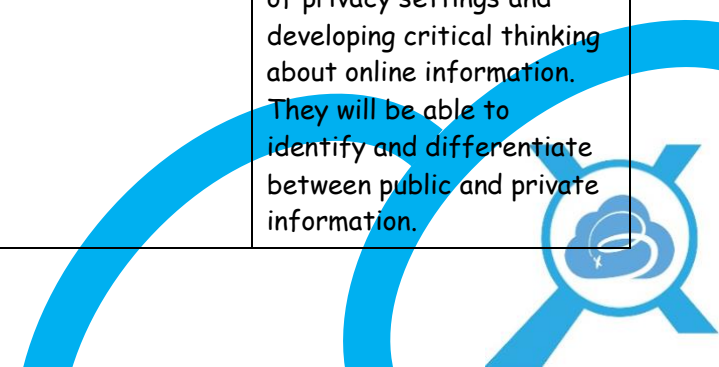 of privacy settings and
developing critical thinking
about online information.
They will be able to
identify and differentiate
between public and private
information.